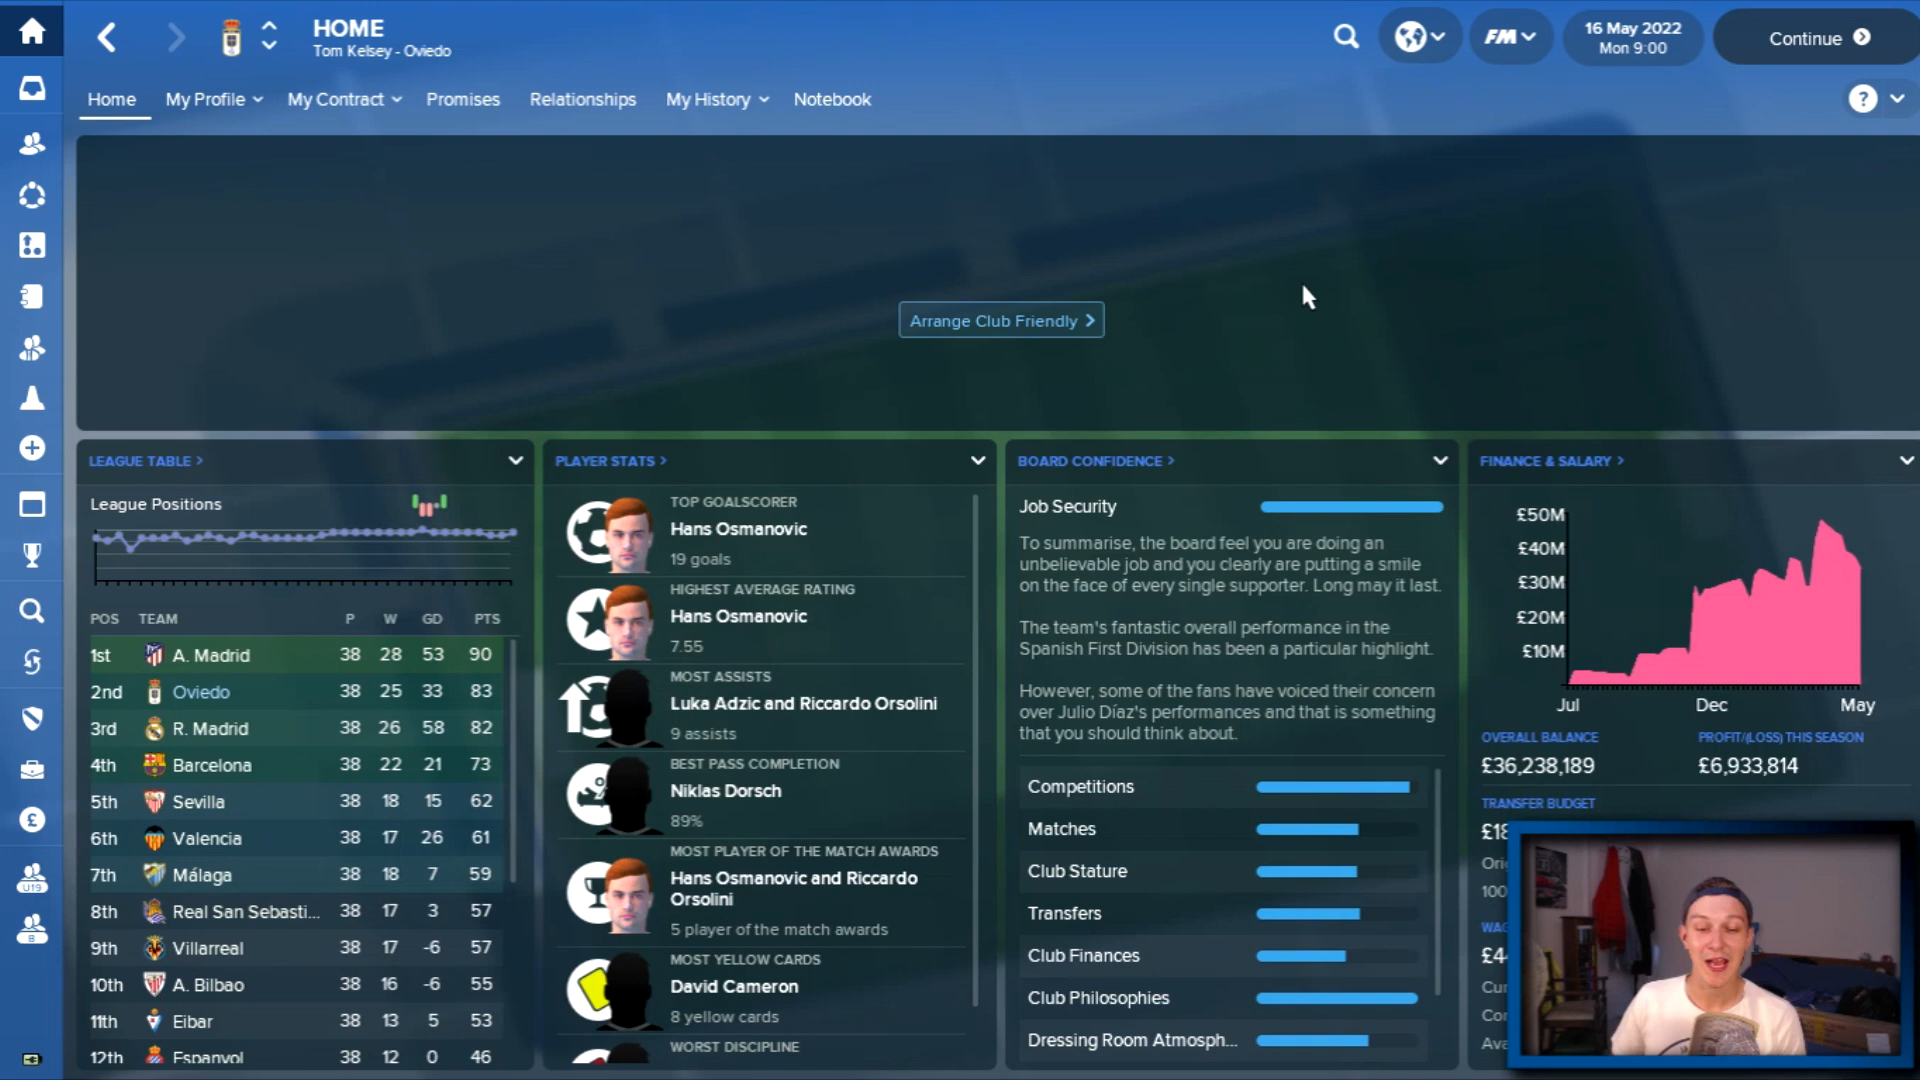 HOME
Tom Kelsey - Oviedo
FM
16 May 2022
Mon 9:00
Continue
Home
My Profile
My Contract
Promises
Relationships
My History
Notebook
?
Arrange Club Friendly >
LEAGUE TABLE >
League Positions
POS TEAM P W GD PTS
1st A. Madrid 38 28 53 90
2nd Oviedo 38 25 33 83
3rd R. Madrid 38 26 58 82
4th Barcelona 38 22 21 73
5th Sevilla 38 18 15 62
6th Valencia 38 17 26 61
7th Málaga 38 18 7 59
8th Real San Sebasti... 38 17 3 57
9th Villarreal 38 17 -6 57
10th A. Bilbao 38 16 -6 55
11th Eibar 38 13 5 53
12th Espanyol 38 12 0 46
PLAYER STATS >
TOP GOALSCORER
Hans Osmanovic
19 goals
HIGHEST AVERAGE RATING
Hans Osmanovic
7.55
MOST ASSISTS
Luka Adzic and Riccardo Orsolini
9 assists
BEST PASS COMPLETION
Niklas Dorsch
89%
MOST PLAYER OF THE MATCH AWARDS
Hans Osmanovic and Riccardo
Orsolini
5 player of the match awards
MOST YELLOW CARDS
David Cameron
8 yellow cards
WORST DISCIPLINE
BOARD CONFIDENCE >
Job Security
To summarise, the board feel you are doing an
unbelievable job and you clearly are putting a smile
on the face of every single supporter. Long may it last.
The team's fantastic overall performance in the
Spanish First Division has been a particular highlight.
However, some of the fans have voiced their concern
over Julio Díaz's performances and that is something
that you should think about.
Competitions
Matches
Club Stature
Transfers
Club Finances
Club Philosophies
Dressing Room Atmosph...
FINANCE & SALARY >
£50M
£40M
£30M
£20M
£10M
Jul Dec May
OVERALL BALANCE PROFIT/(LOSS) THIS SEASON
£36,238,189 £6,933,814
TRANSFER BUDGET
£
U19
B